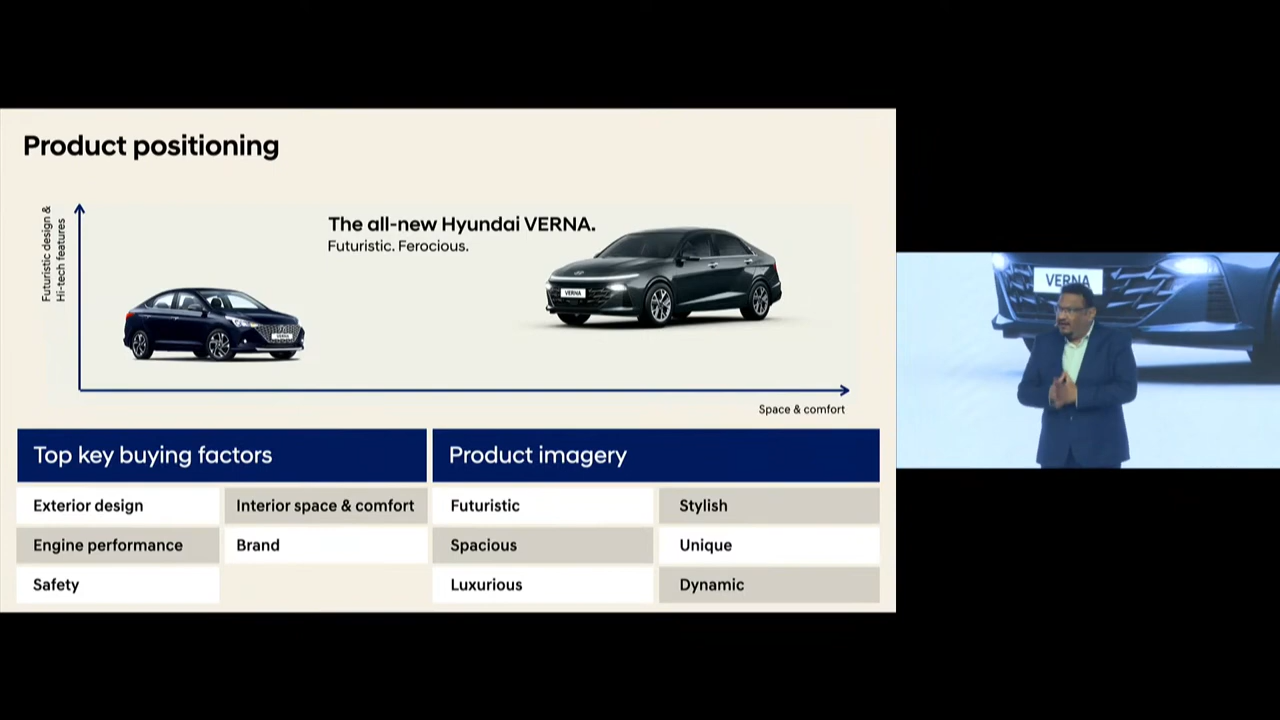 Product positioning
Futuristic design &
Hi-tech features
The all-new Hyundai VERNA.
Futuristic. Ferocious.
VERNA
VERNA
Space & comfort
VERNA
Top key buying factors
Product imagery
Exterior design
Interior space & comfort
Futuristic
Stylish
Engine performance
Brand
Spacious
Unique
Safety
Luxurious
Dynamic